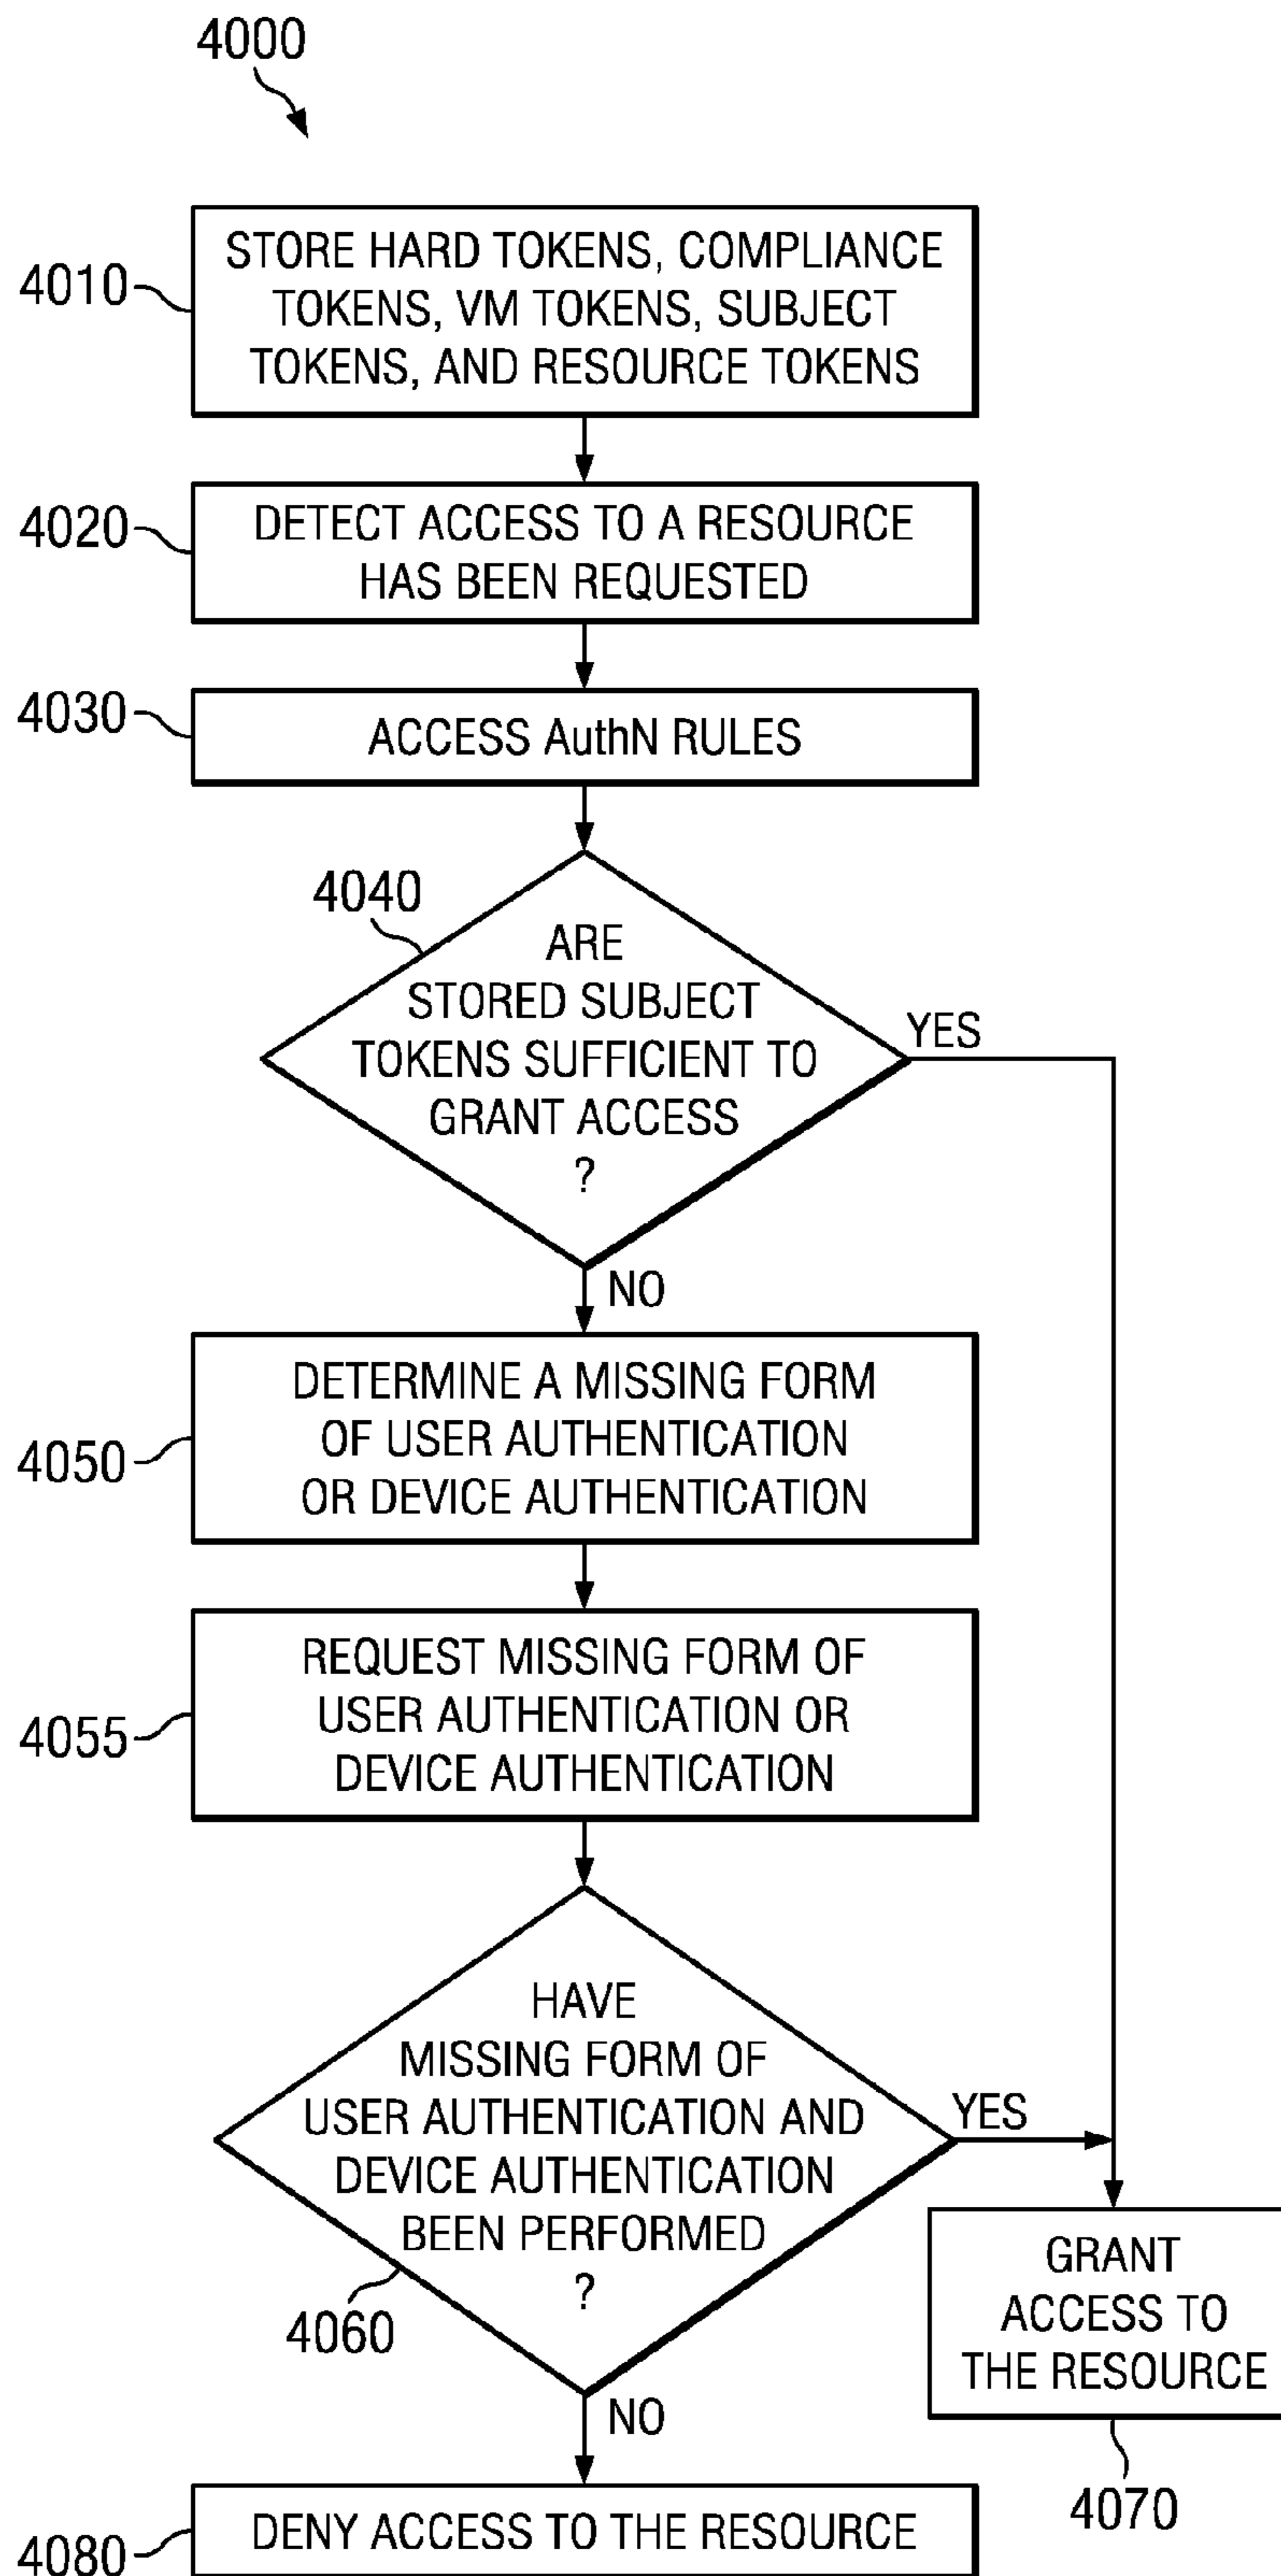 4000
4010
STORE HARD TOKENS, COMPLIANCE
TOKENS, VM TOKENS, SUBJECT
TOKENS, AND RESOURCE TOKENS
4020
DETECT ACCESS TO A RESOURCE
HAS BEEN REQUESTED
4030
ACCESS AuthN RULES
4040
ARE
STORED SUBJECT
TOKENS SUFFICIENT TO
GRANT ACCESS
?
YES
NO
4050
DETERMINE A MISSING FORM
OF USER AUTHENTICATION
OR DEVICE AUTHENTICATION
4055
REQUEST MISSING FORM OF
USER AUTHENTICATION OR
DEVICE AUTHENTICATION
HAVE
MISSING FORM OF
USER AUTHENTICATION AND
DEVICE AUTHENTICATION
BEEN PERFORMED
?
4060
YES
NO
GRANT
ACCESS TO
THE RESOURCE
4070
4080
DENY ACCESS TO THE RESOURCE